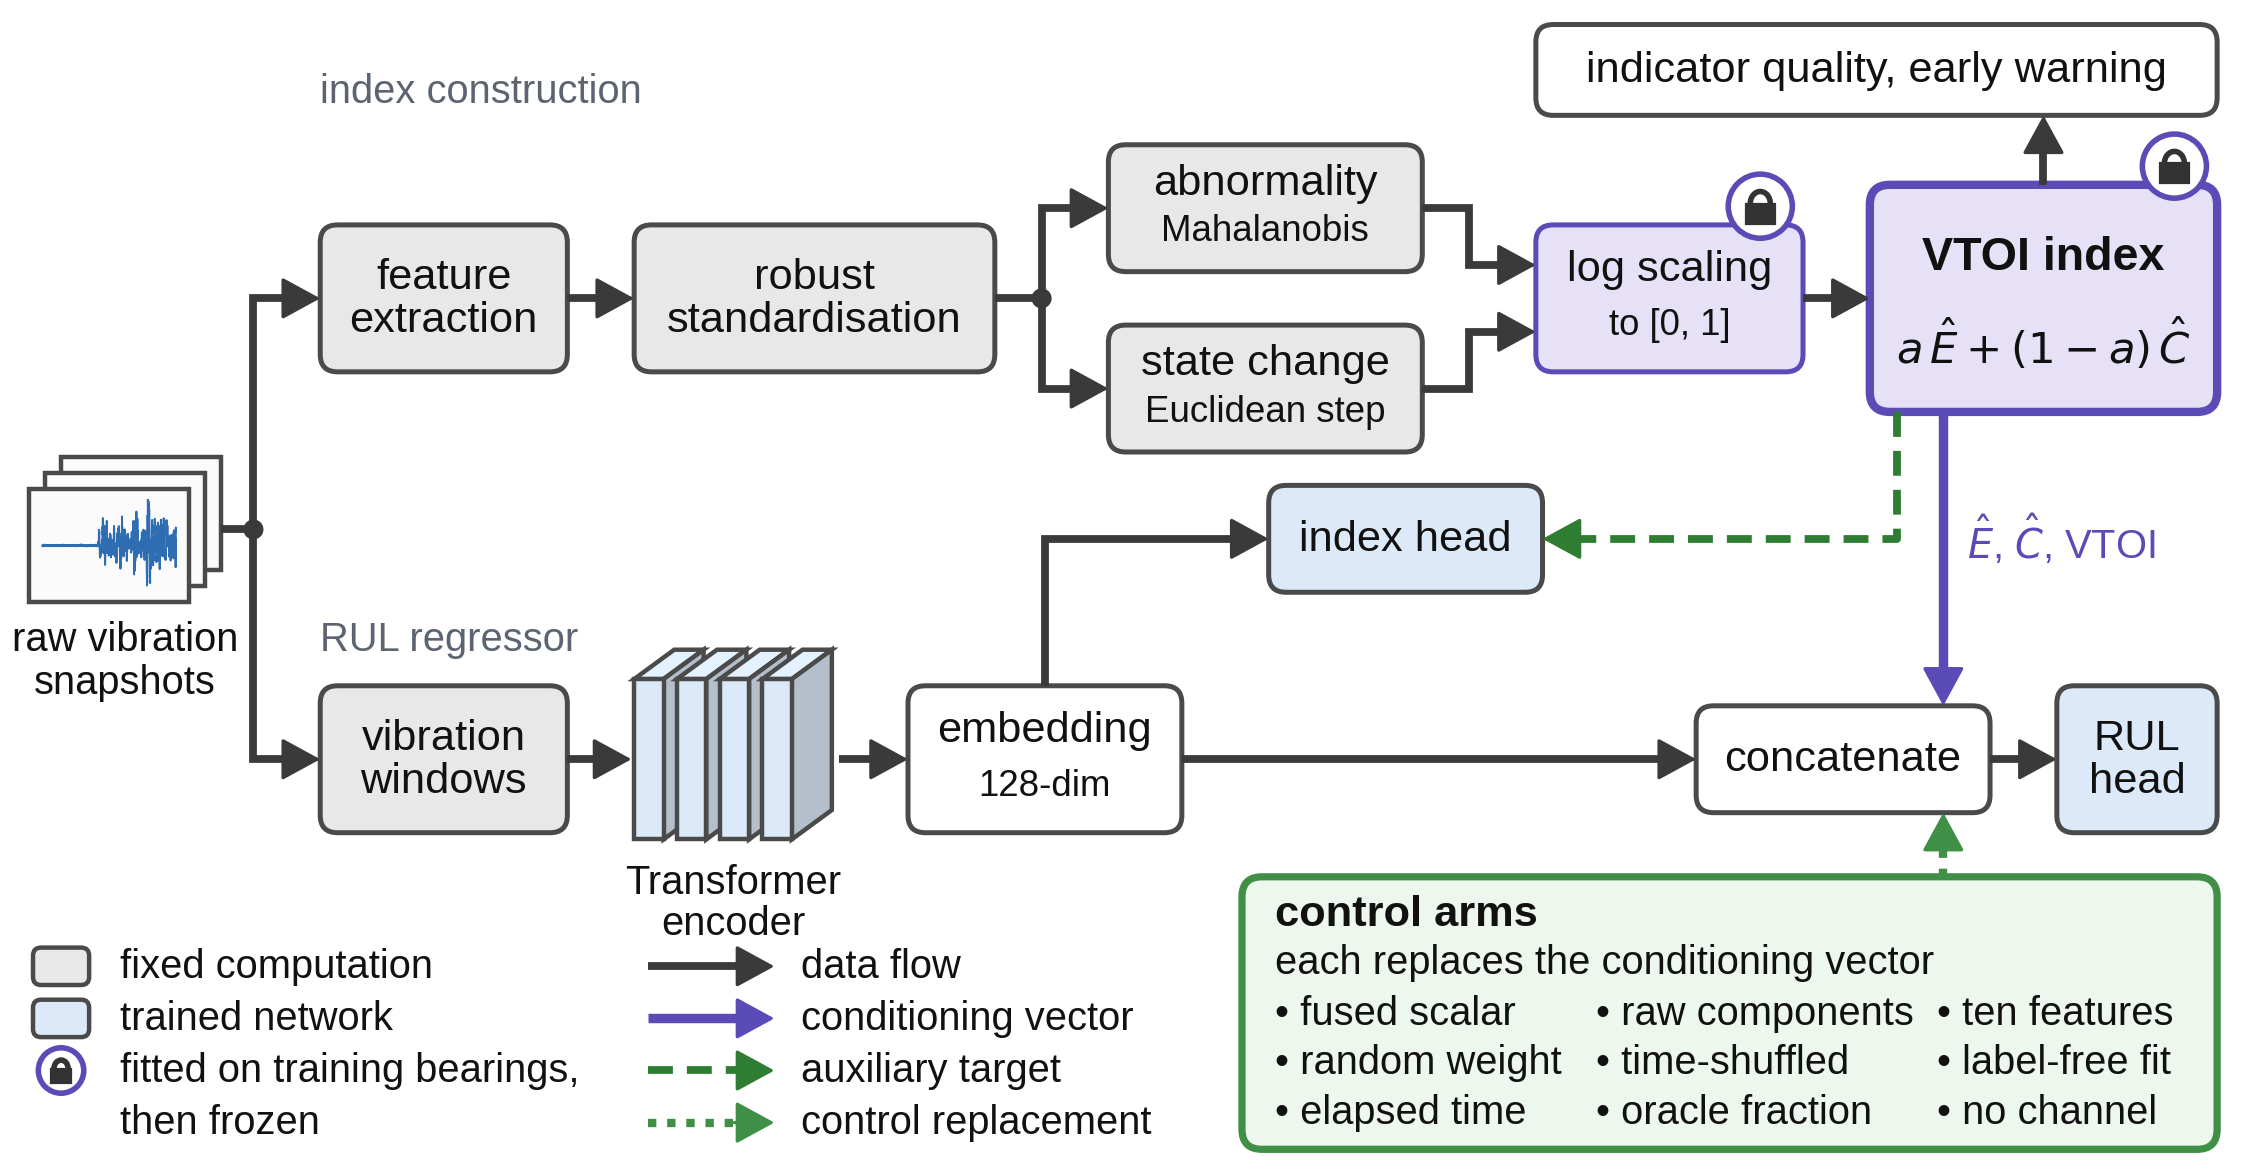 indicator quality, early warning
index construction
abnormality
Mahalanobis
feature
extraction
robust
standardisation
log scaling
to [0, 1]
VTOI index
a Ê + (1 − a) Ĉ
state change
Euclidean step
index head
Ê, Ĉ, VTOI
raw vibration
snapshots
RUL regressor
vibration
windows
Transformer
encoder
embedding
128-dim
concatenate
RUL
head
control arms
each replaces the conditioning vector
• fused scalar • raw components • ten features
• random weight • time-shuffled • label-free fit
• elapsed time • oracle fraction • no channel
fixed computation
trained network
fitted on training bearings,
then frozen
data flow
conditioning vector
auxiliary target
control replacement